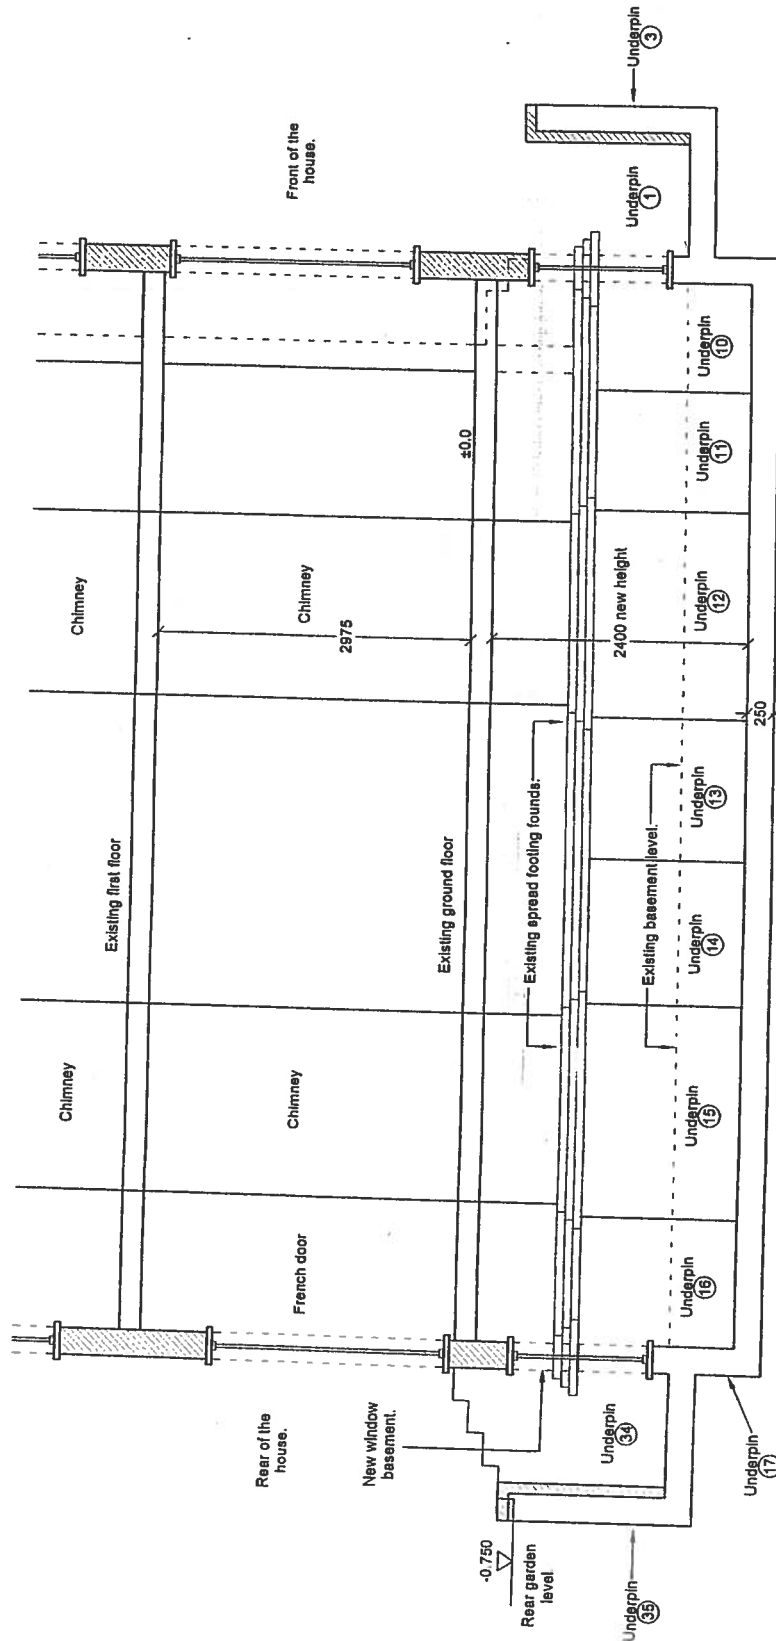 Chimney
Chimney
Existing first floor
Front of the
house.
Chimney
Chimney
2975
French door
±0.0
Existing ground floor
Rear of the
house.
New window
basement.
2400 new height
Existing spread footing founds.
Existing basement level.
-0.750
Rear garden
level
Underpin
35
Underpin
34
Underpin
17
Underpin
16
Underpin
15
Underpin
14
Underpin
13
Underpin
12
Underpin
11
Underpin
10
Underpin
1
Underpin
3
250